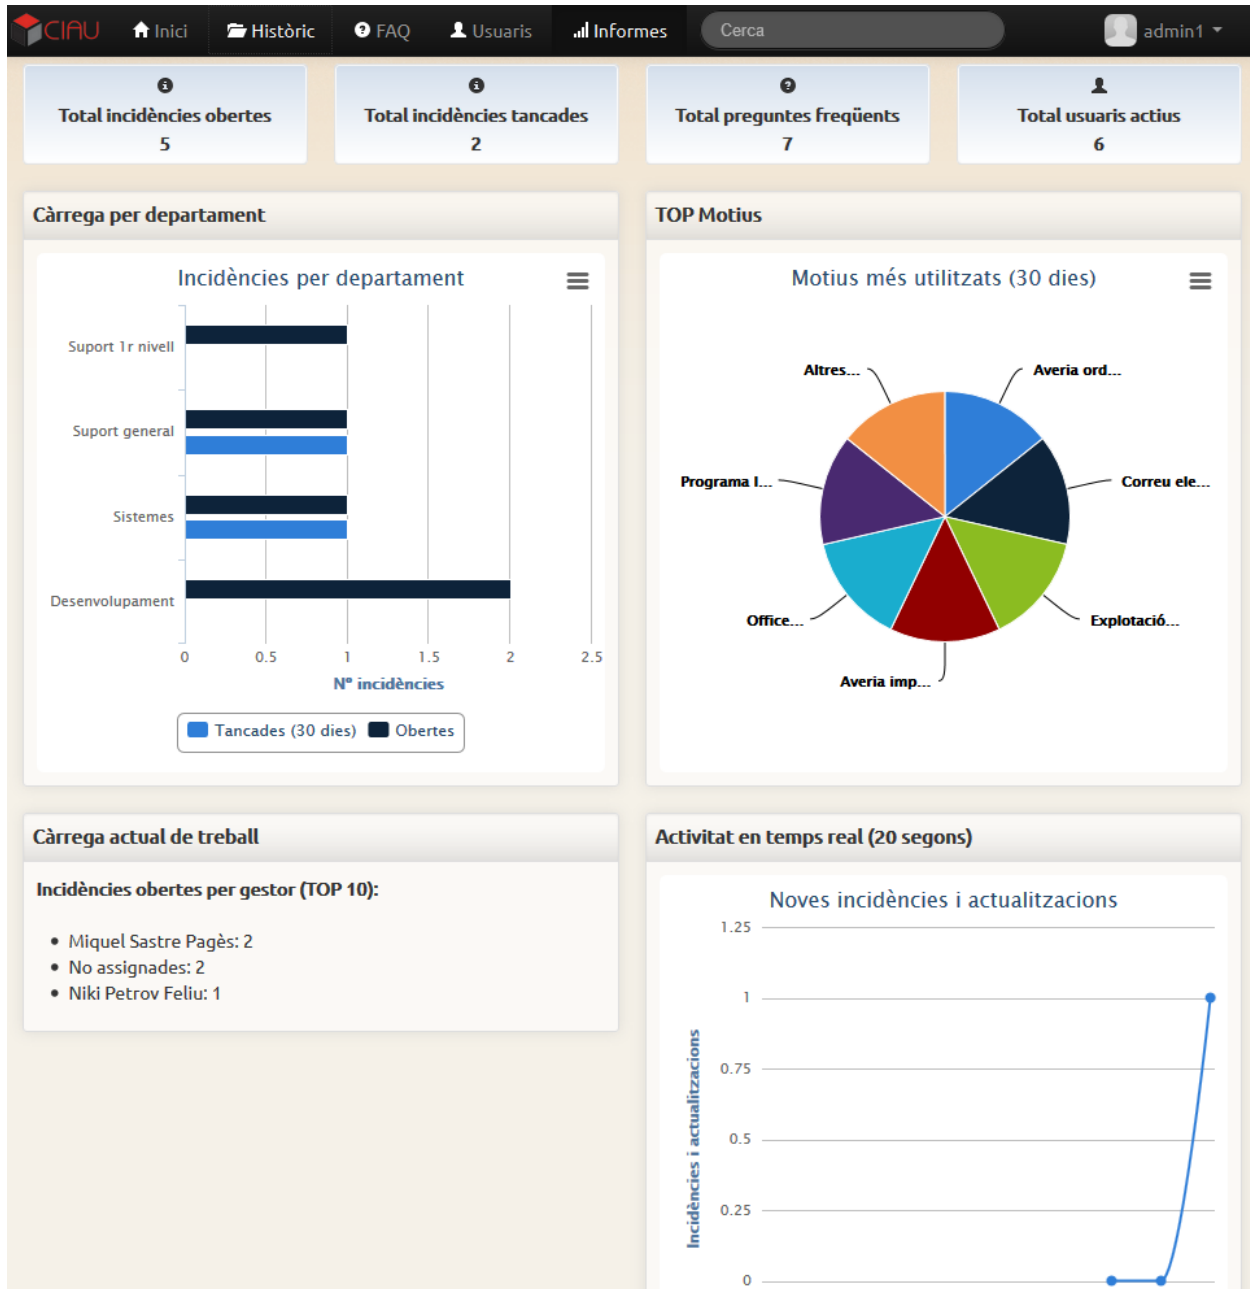 CIAU Inici Històric FAQ Usuaris Informes Cerca admin1
Total incidències obertes
5
Total incidències tancades
2
Total preguntes freqüents
7
Total usuaris actius
6
Càrrega per departament
Incidències per departament
Suport 1r nivell
Suport general
Sistemes
Desenvolupament
0 0.5 1 1.5 2 2.5
Nº incidències
Tancades (30 dies) Obertes
TOP Motius
Motius més utilitzats (30 dies)
Altres...
Averia ord...
Programa I...
Correu ele...
Office...
Explotació...
Averia imp...
Càrrega actual de treball
Incidències obertes per gestor (TOP 10):
Miquel Sastre Pagès: 2
No assignades: 2
Niki Petrov Feliu: 1
Activitat en temps real (20 segons)
Noves incidències i actualitzacions
Incidències i actualitzacions
1.25
1
0.75
0.5
0.25
0